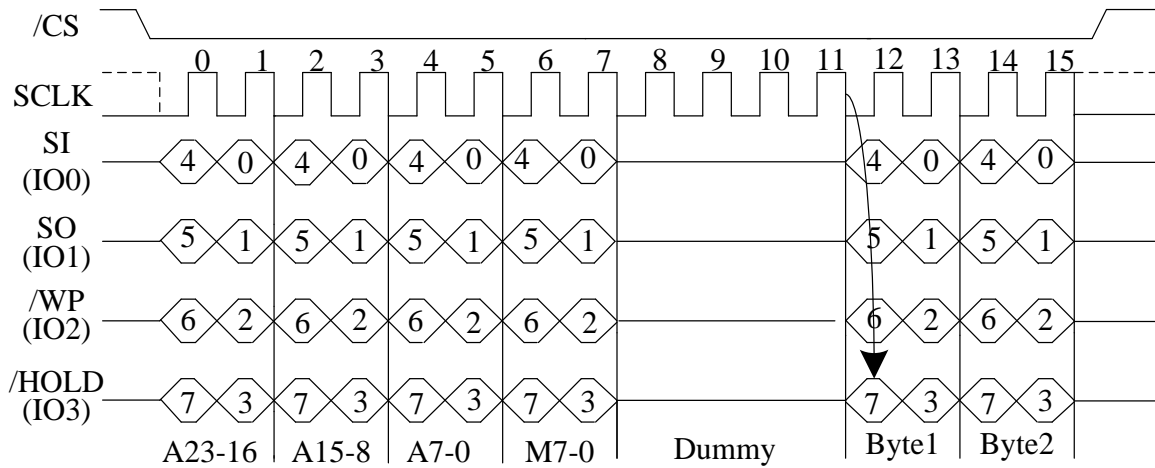 /CS
0 1 2 3 4 5 6 7 8 9 10 11 12 13 14 15
SCLK
SI
(IO0)
4 0 4 0 4 0 4 0 4 0 4 0
SO
(IO1)
5 1 5 1 5 1 5 1 5 1 5 1
/WP
(IO2)
6 2 6 2 6 2 6 2 6 2 6 2
/HOLD
(IO3)
7 3 7 3 7 3 7 3 7 3 7 3
A23-16 A15-8 A7-0 M7-0 Dummy Byte1 Byte2